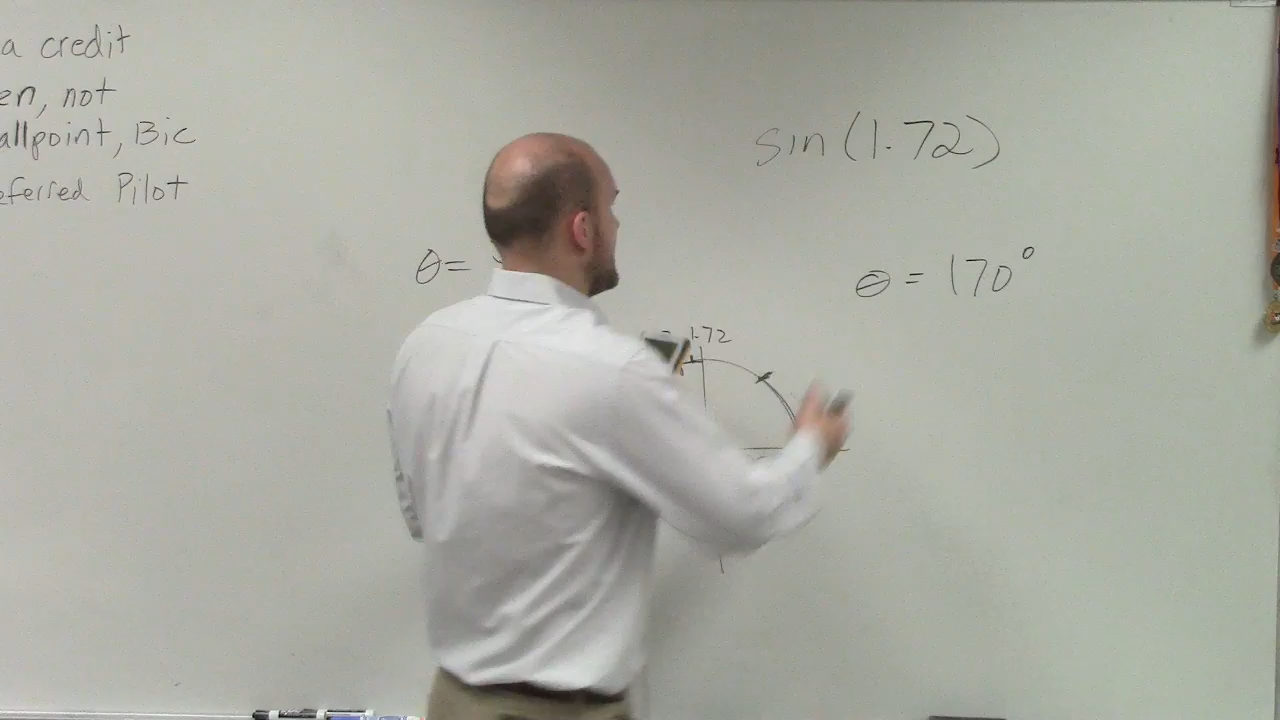 a credit
en, not
allpoint, Bic
eferred Pilot
sin(1.72)
θ=
θ = 170°
1.72